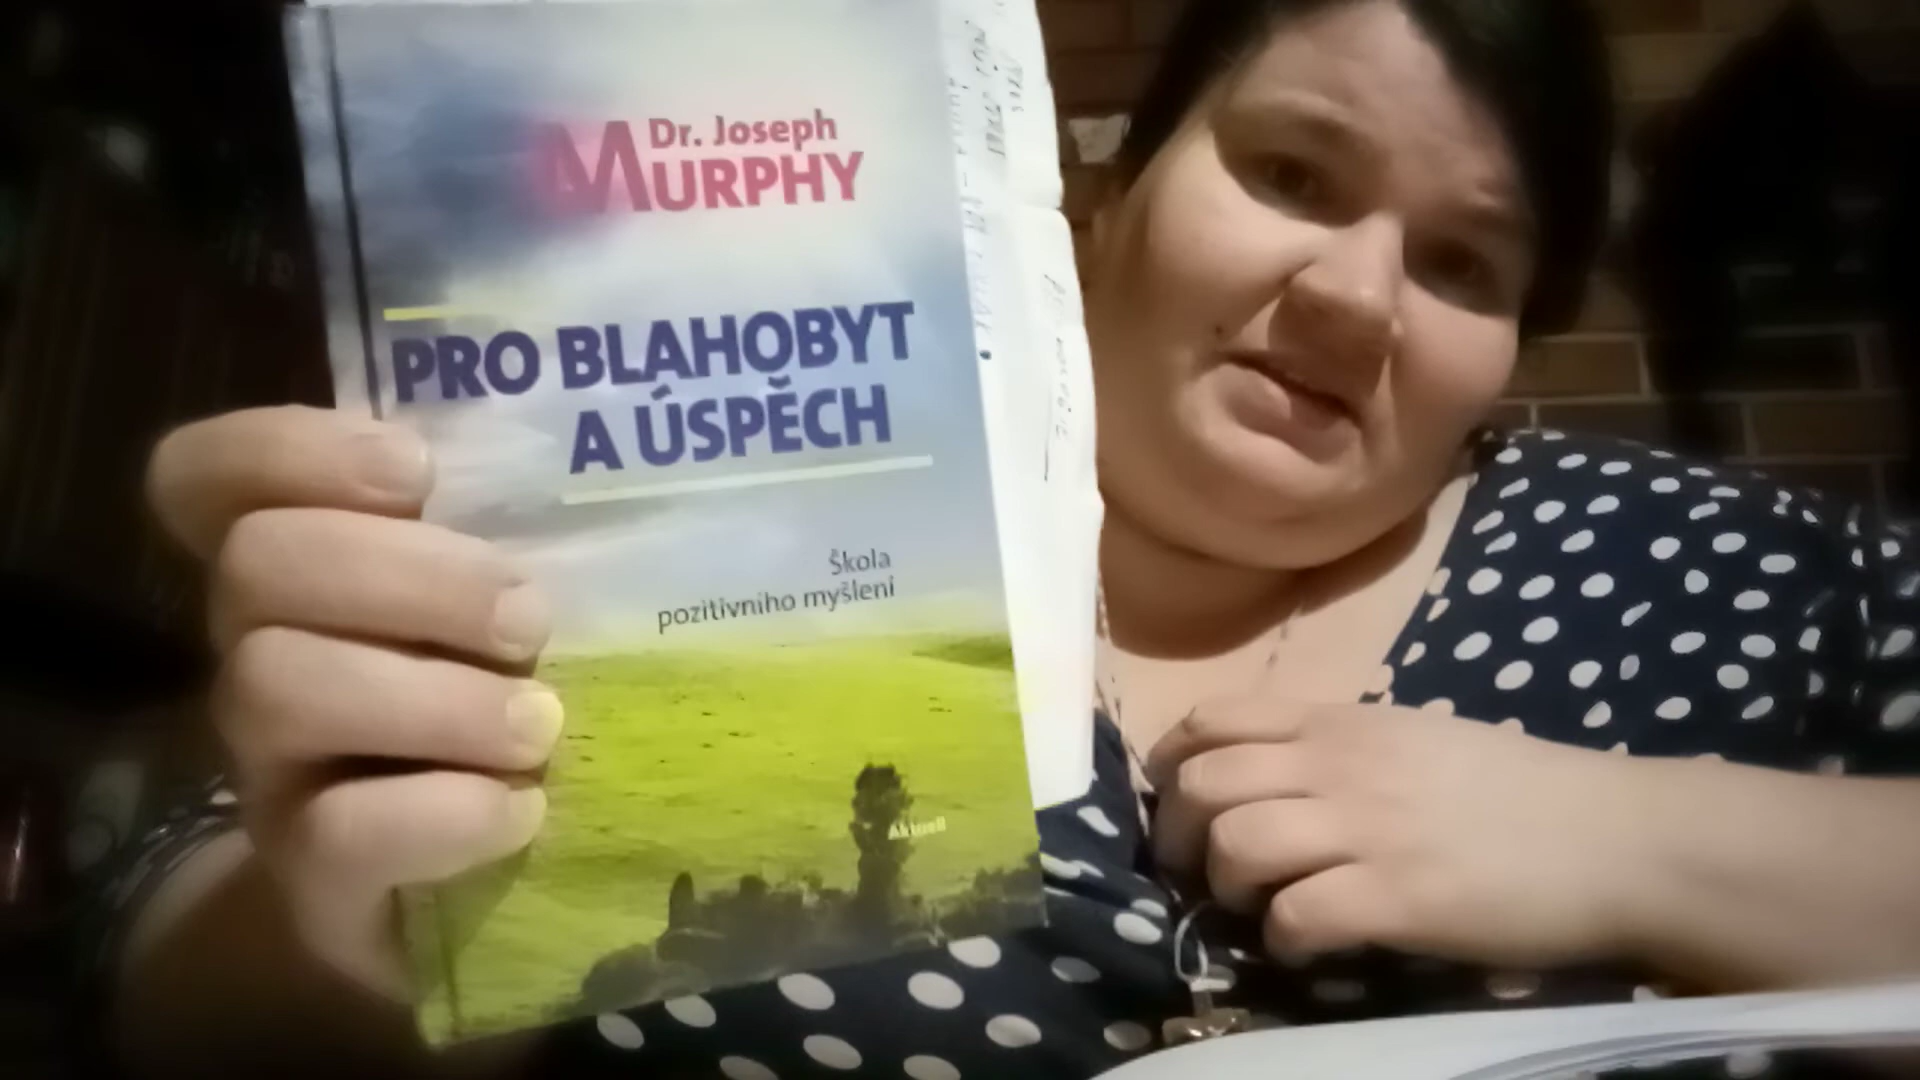 Dr. Joseph
MURPHY
PRO BLAHOBYT
A ÚSPĚCH
Škola
pozitivního myšlení
Aktuell